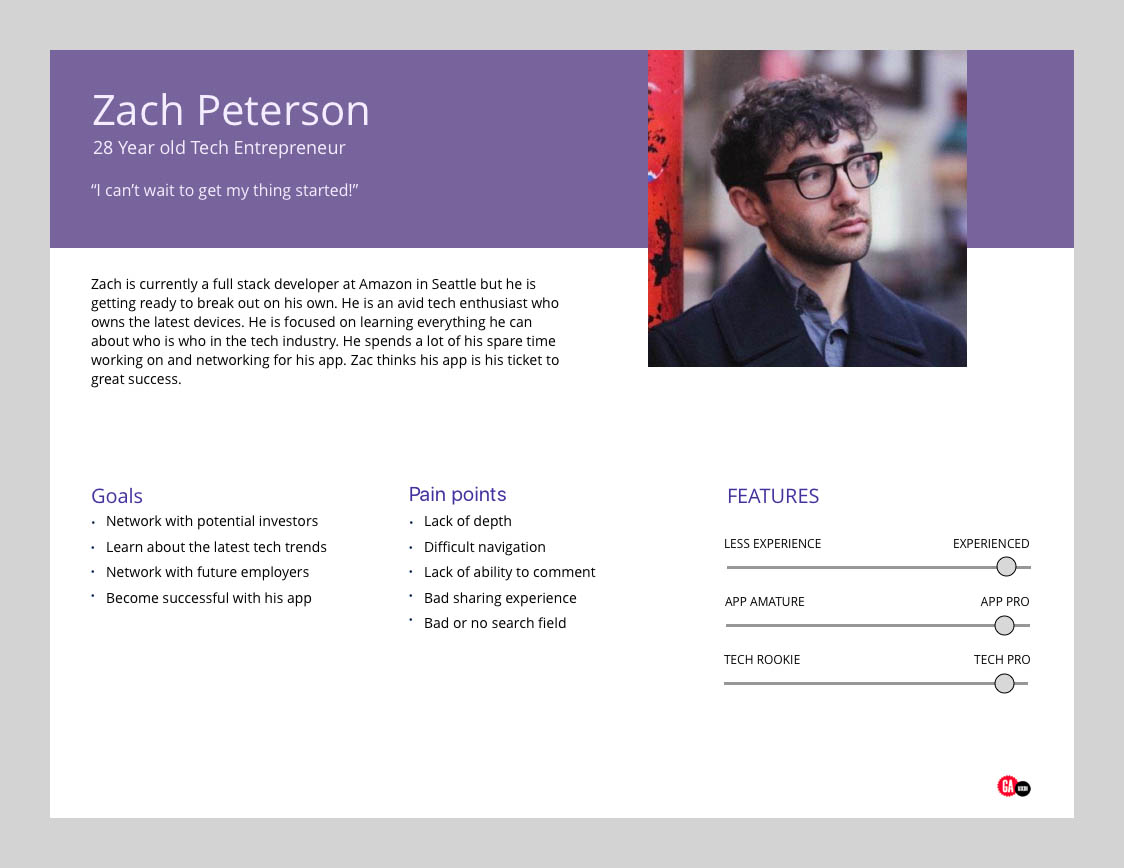 Zach Peterson
28 Year old Tech Entrepreneur
“I can’t wait to get my thing started!”
Zach is currently a full stack developer at Amazon in Seattle but he is
getting ready to break out on his own. He is an avid tech enthusiast who
owns the latest devices. He is focused on learning everything he can
about who is who in the tech industry. He spends a lot of his spare time
working on and networking for his app. Zac thinks his app is his ticket to
great success.
Goals
• Network with potential investors
• Learn about the latest tech trends
• Network with future employers
• Become successful with his app
Pain points
• Lack of depth
• Difficult navigation
• Lack of ability to comment
• Bad sharing experience
• Bad or no search field
FEATURES
LESS EXPERIENCE EXPERIENCED
APP AMATURE APP PRO
TECH ROOKIE TECH PRO
GA